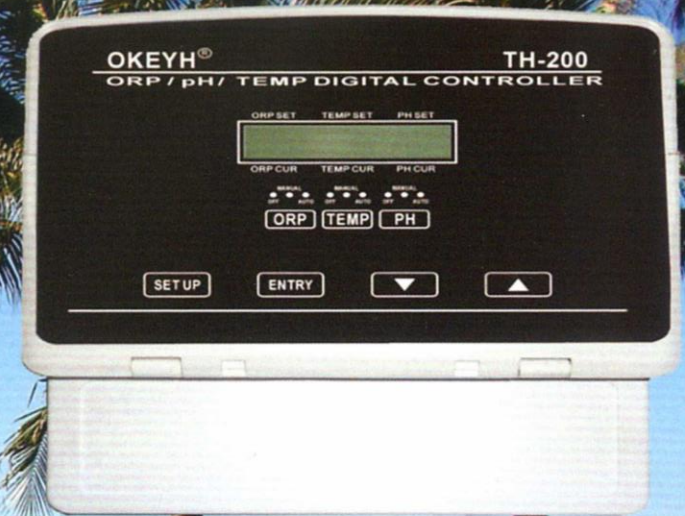 OKEYH® TH-200
ORP / pH / TEMP DIGITAL CONTROLLER
ORP SET TEMP SET PH SET
ORP CUR TEMP CUR PH CUR
MANUAL MANUAL MANUAL
OFF AUTO OFF AUTO OFF AUTO
ORP TEMP PH
SET UP ENTRY ▼ ▲